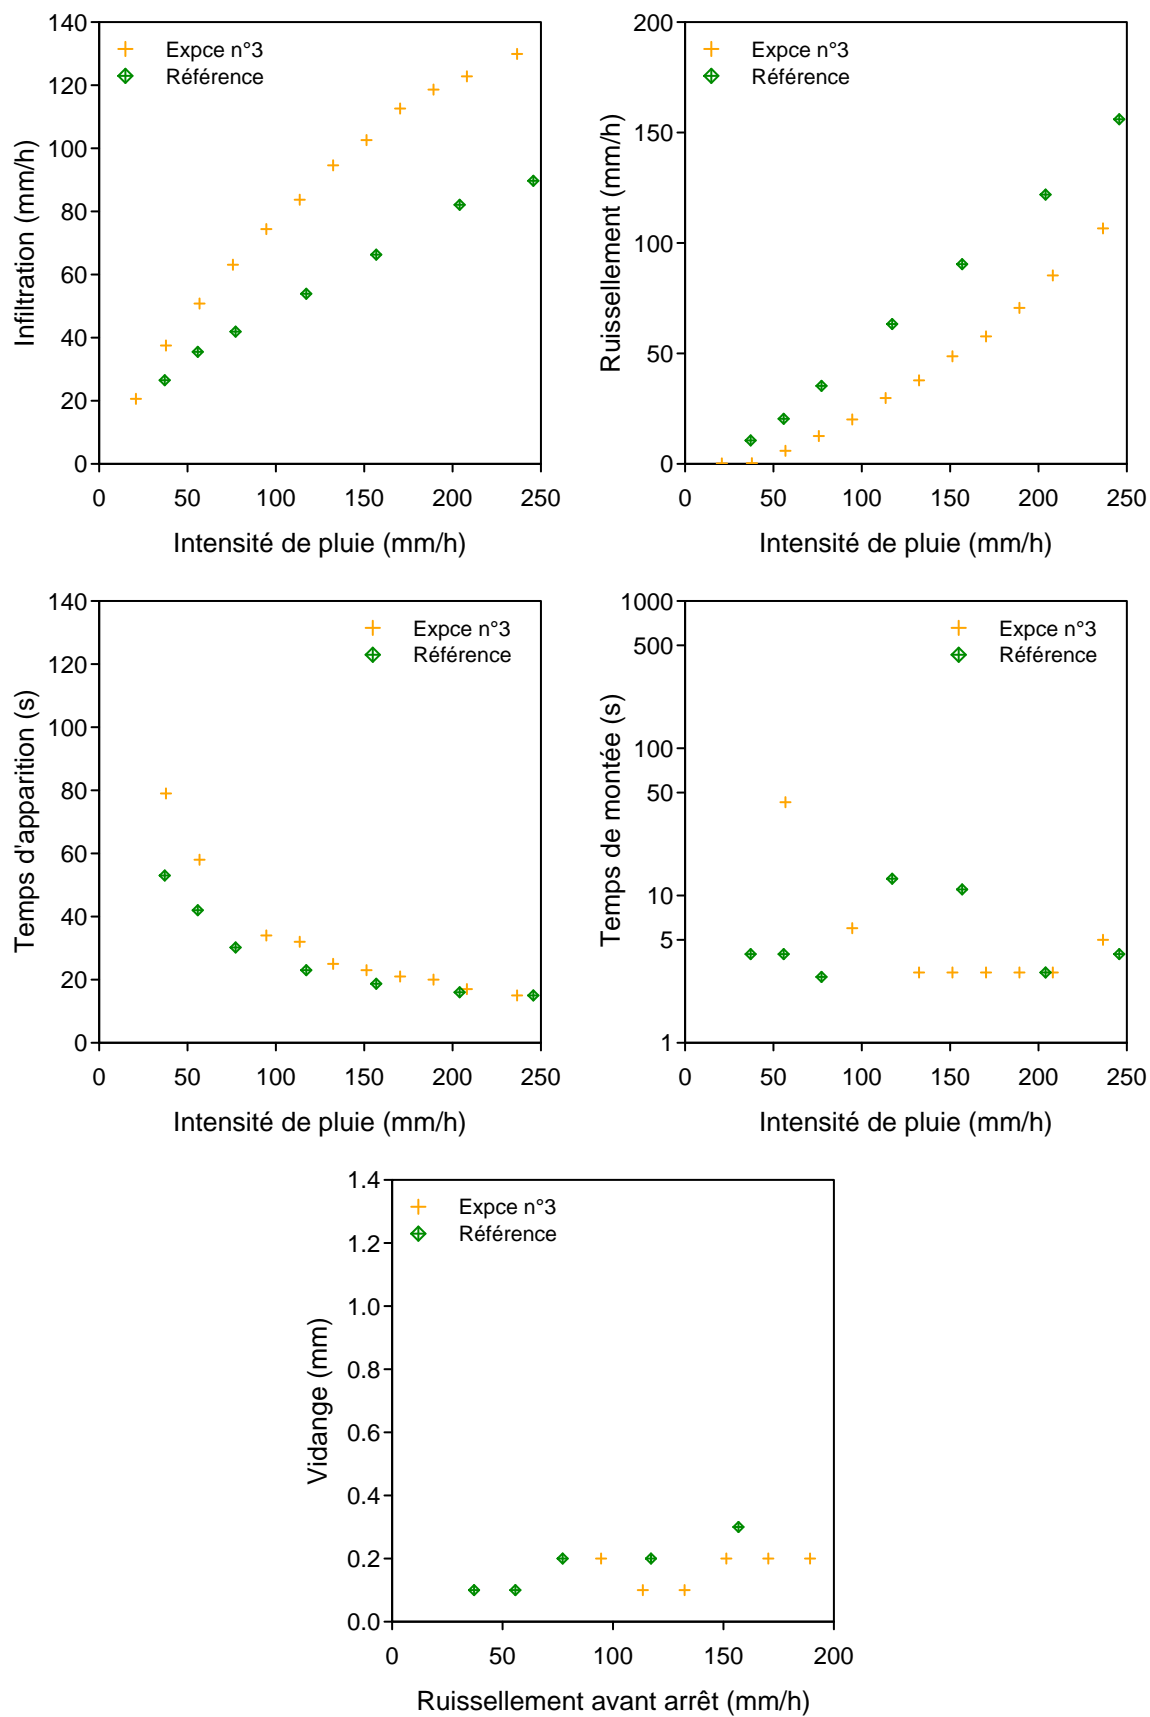 140
120
100
80
60
40
20
0
0 50 100 150 200 250
Infiltration (mm/h)
Intensité de pluie (mm/h)
Expce n°3
Référence
200
150
100
50
0
0 50 100 150 200 250
Ruissellement (mm/h)
Intensité de pluie (mm/h)
Expce n°3
Référence
140
120
100
80
60
40
20
0
0 50 100 150 200 250
Temps d'apparition (s)
Intensité de pluie (mm/h)
Expce n°3
Référence
1000
500
100
50
10
5
1
0 50 100 150 200 250
Temps de montée (s)
Intensité de pluie (mm/h)
Expce n°3
Référence
1.4
1.2
1.0
0.8
0.6
0.4
0.2
0.0
0 50 100 150 200
Vidange (mm)
Ruissellement avant arrêt (mm/h)
Expce n°3
Référence